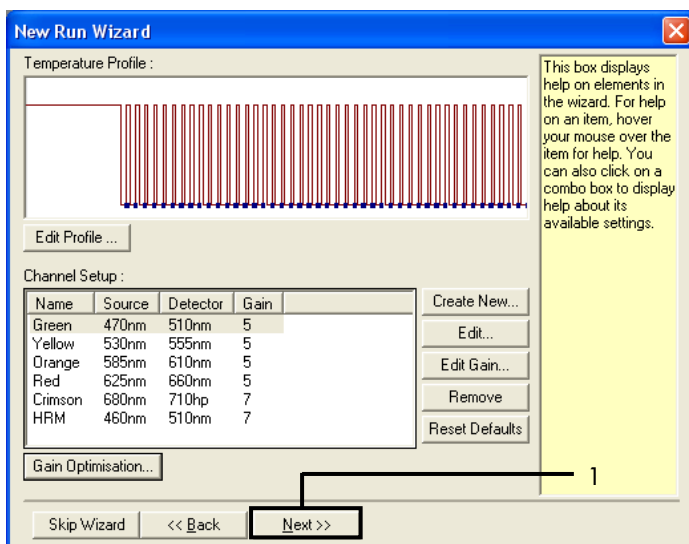 New Run Wizard
Temperature Profile :
Edit Profile ...
Channel Setup :
Name Source Detector Gain
Green 470nm 510nm 5
Yellow 530nm 555nm 5
Orange 585nm 610nm 5
Red 625nm 660nm 5
Crimson 680nm 710hp 7
HRM 460nm 510nm 7
Create New...
Edit...
Edit Gain...
Remove
Reset Defaults
Gain Optimisation...
Skip Wizard << Back Next >>
This box displays
help on elements in
the wizard. For help
on an item, hover
your mouse over the
item for help. You
can also click on a
combo box to display
help about its
available settings.
1